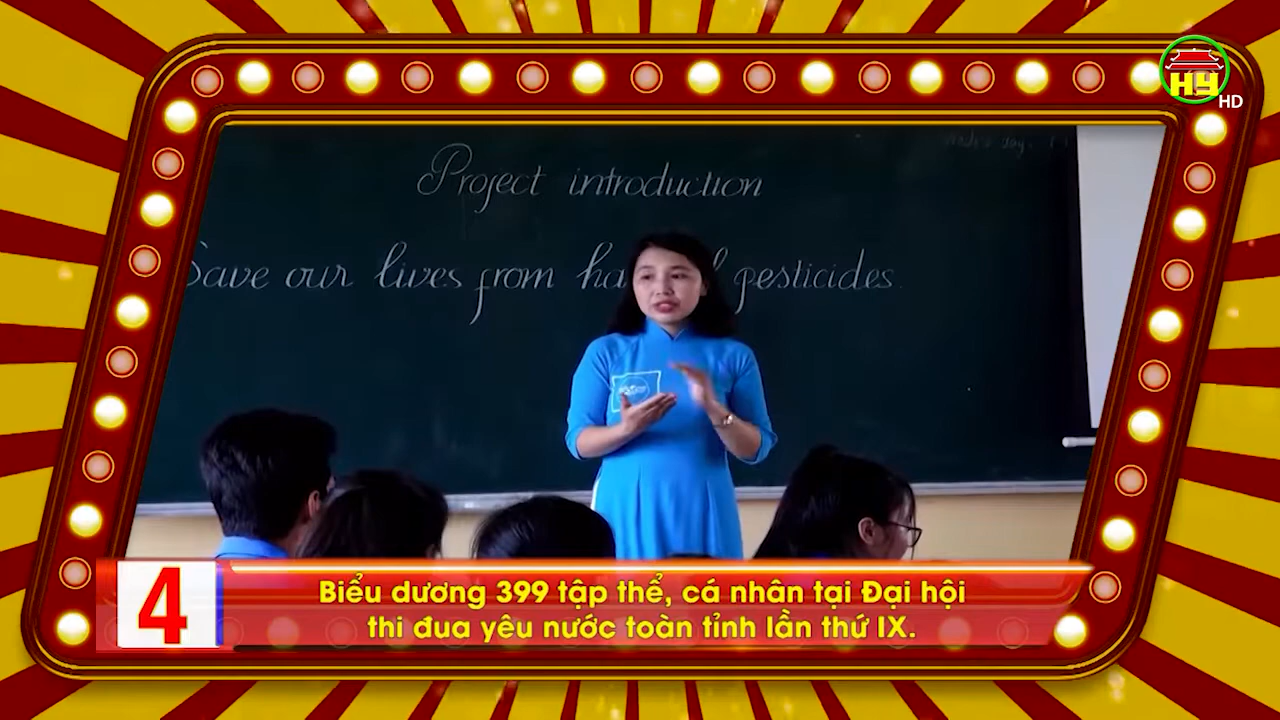 HY
HD
Project introduction
Save our lives from pesticides.
4
Biểu dương 399 tập thể, cá nhân tại Đại hội
thi đua yêu nước toàn tỉnh lần thứ IX.